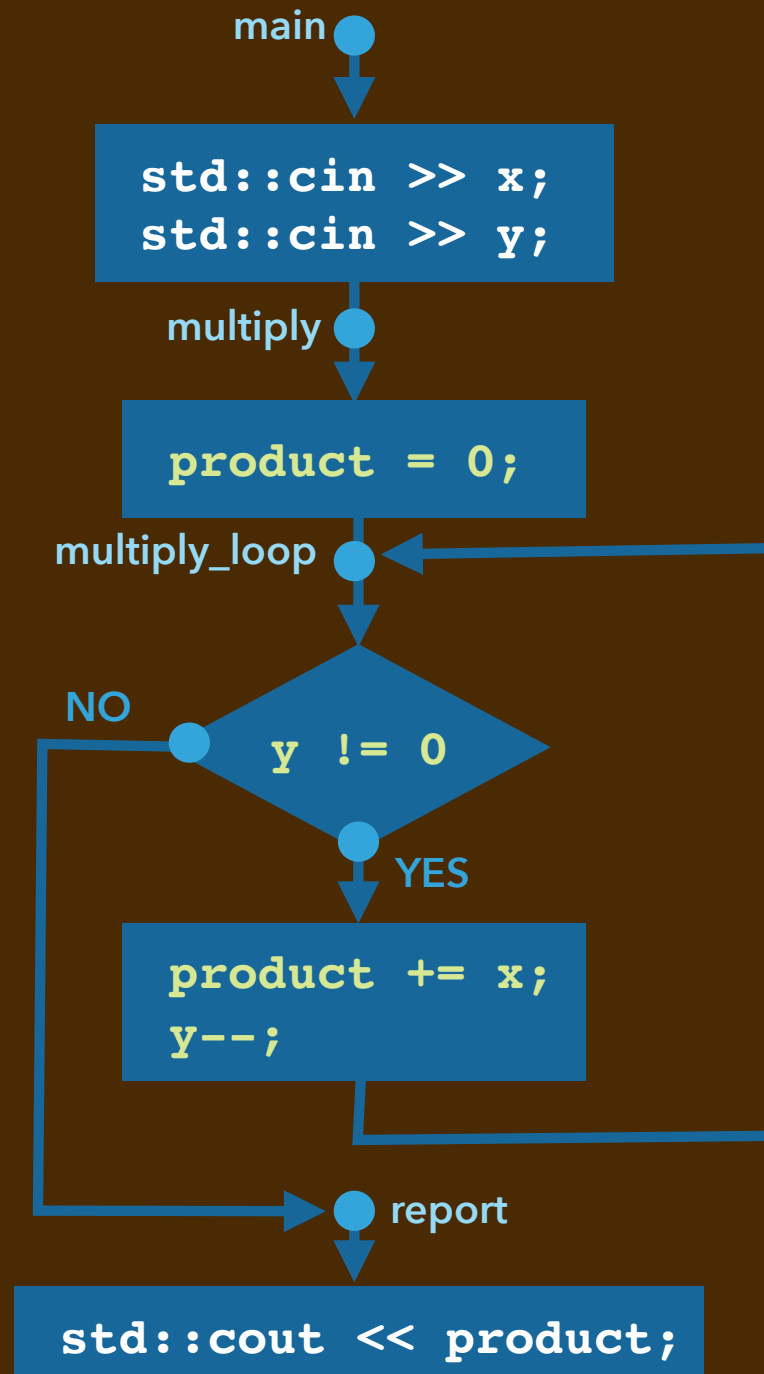 main
std::cin >> x;
std::cin >> y;
multiply
product = 0;
multiply_loop
NO
y != 0
YES
product += x;
y--;
report
std::cout << product;